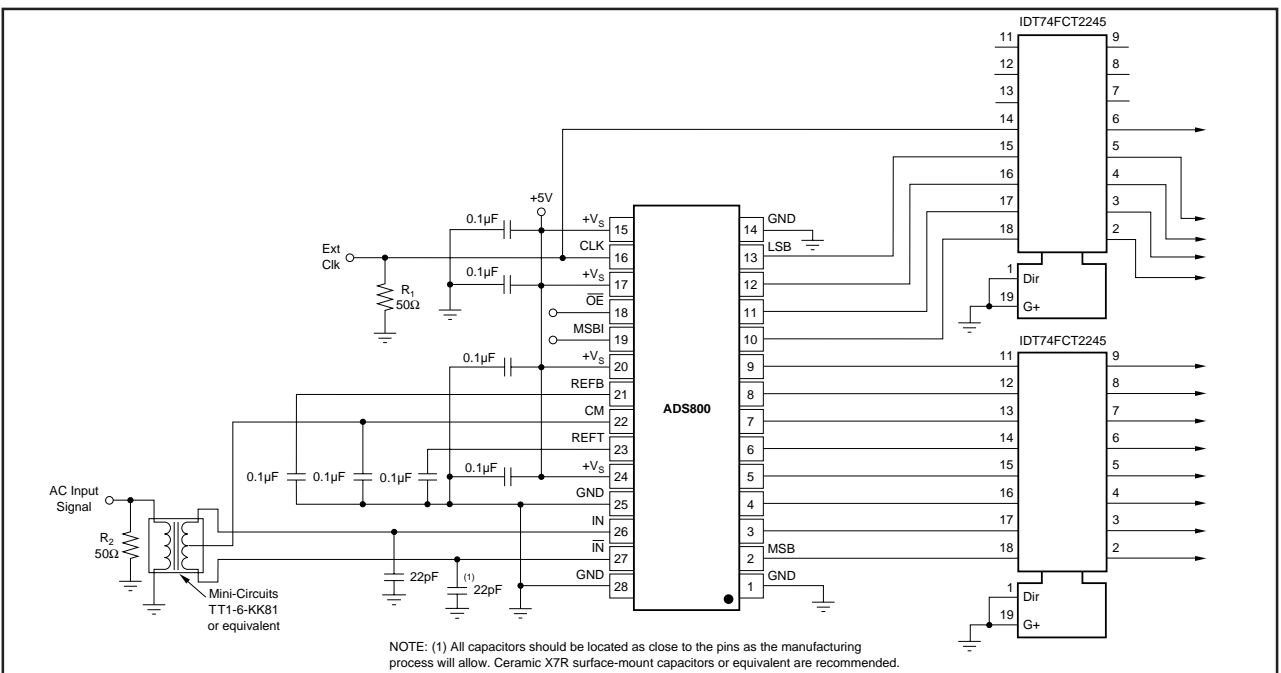 IDT74FCT2245
11 9
12 8
13 7
14 6
15 5
16 4
17 3
18 2
1 Dir
19 G+
+5V
0.1µF +VS 15 14 GND
Ext
Clk
CLK 16 13 LSB
R1
50Ω
0.1µF +VS 17 12
OE 18 11
MSBI 19 10
0.1µF +VS 20 9
REFB 21 8
ADS800
CM 22 7
REFT 23 6
0.1µF 0.1µF 0.1µF 0.1µF +VS 24 5
GND 25 4
AC Input
Signal
R2
50Ω
IN 26 3
IN 27 2 MSB
GND 28 1 GND
22pF
(1)
22pF
Mini-Circuits
TT1-6-KK81
or equivalent
IDT74FCT2245
11 9
12 8
13 7
14 6
15 5
16 4
17 3
18 2
1 Dir
19 G+
NOTE: (1) All capacitors should be located as close to the pins as the manufacturing
process will allow. Ceramic X7R surface-mount capacitors or equivalent are recommended.